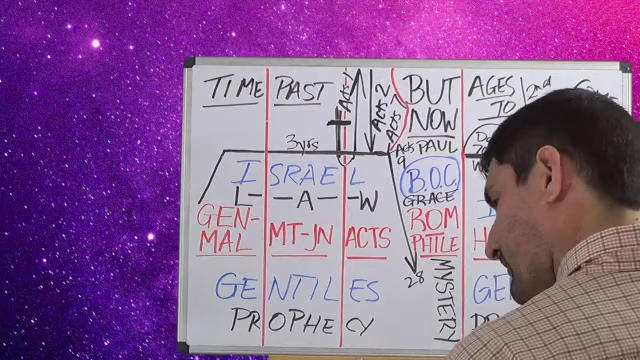 TIME PAST
Acts-1
Acts 2
Acts 7
BUT
NOW
PAUL
AGES
TO
2nd
3yrs
Acts
9
ISRAEL
L-A-W
B.O.C.
GRACE
GEN-
MAL
MT-JN
ACTS
ROM
PHILE
28
MYSTERY
GENTILES
PROPHECY